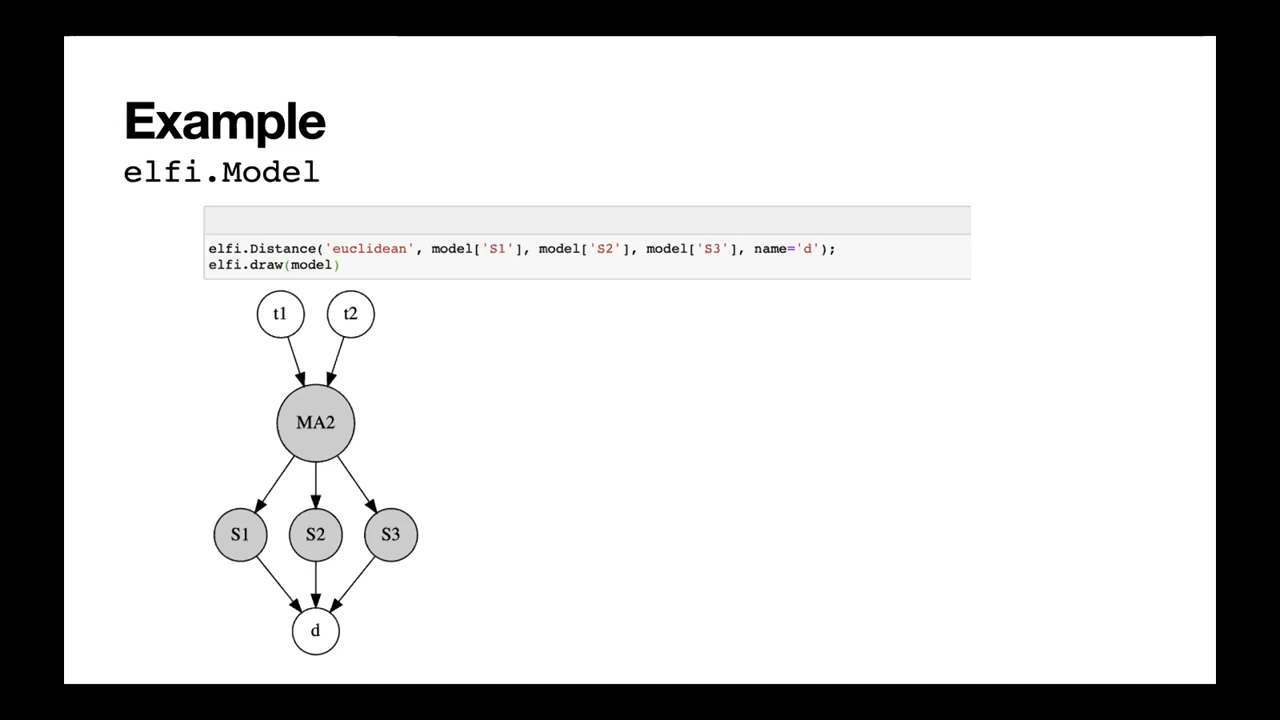 Example
elfi.Model
elfi.Distance('euclidean', model['S1'], model['S2'], model['S3'], name='d');
elfi.draw(model)
t1 t2
MA2
S1 S2 S3
d